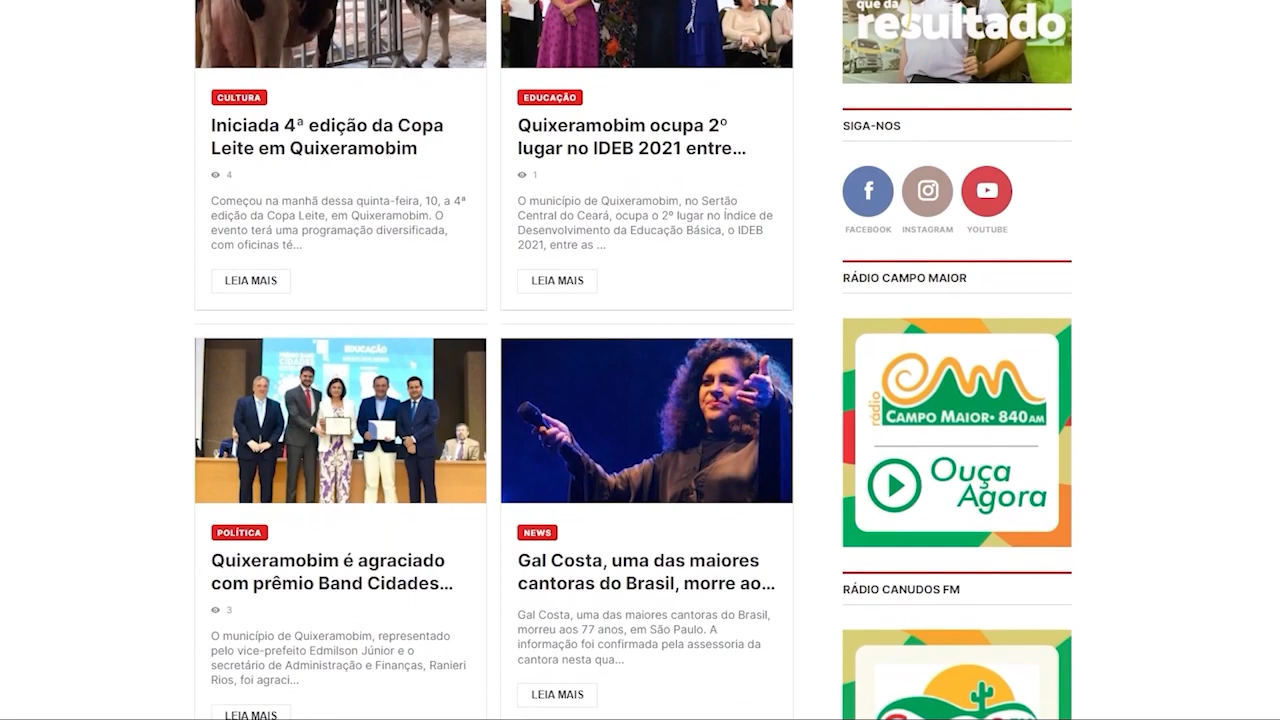 que dá
resultado
CULTURA
Iniciada 4ª edição da Copa
Leite em Quixeramobim
4
Começou na manhã dessa quinta-feira, 10, a 4ª
edição da Copa Leite, em Quixeramobim. O
evento terá uma programação diversificada,
com oficinas té...
LEIA MAIS
EDUCAÇÃO
Quixeramobim ocupa 2º
lugar no IDEB 2021 entre...
1
O município de Quixeramobim, no Sertão
Central do Ceará, ocupa o 2º lugar no Índice de
Desenvolvimento da Educação Básica, o IDEB
2021, entre as ...
LEIA MAIS
SIGA-NOS
FACEBOOK INSTAGRAM YOUTUBE
RÁDIO CAMPO MAIOR
rádio
CAMPO MAIOR • 840 AM
Ouça
Agora
EDUCAÇÃO
POLÍTICA
Quixeramobim é agraciado
com prêmio Band Cidades...
3
O município de Quixeramobim, representado
pelo vice-prefeito Edmilson Júnior e o
secretário de Administração e Finanças, Ranieri
Rios, foi agraci...
LEIA MAIS
NEWS
Gal Costa, uma das maiores
cantoras do Brasil, morre ao...
Gal Costa, uma das maiores cantoras do Brasil,
morreu aos 77 anos, em São Paulo. A
informação foi confirmada pela assessoria da
cantora nesta qua...
LEIA MAIS
RÁDIO CANUDOS FM